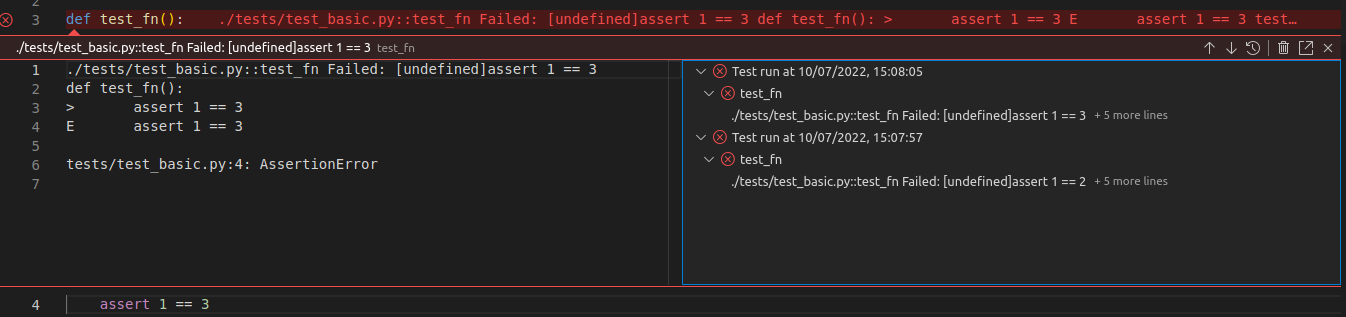 2
3 def test_fn():    ./tests/test_basic.py::test_fn Failed: [undefined]assert 1 == 3 def test_fn(): >       assert 1 == 3 E       assert 1 == 3 test…
./tests/test_basic.py::test_fn Failed: [undefined]assert 1 == 3 test_fn
1 ./tests/test_basic.py::test_fn Failed: [undefined]assert 1 == 3
2 def test_fn():
3 >       assert 1 == 3
4 E       assert 1 == 3
5
6 tests/test_basic.py:4: AssertionError
7
Test run at 10/07/2022, 15:08:05
test_fn
./tests/test_basic.py::test_fn Failed: [undefined]assert 1 == 3 + 5 more lines
Test run at 10/07/2022, 15:07:57
test_fn
./tests/test_basic.py::test_fn Failed: [undefined]assert 1 == 2 + 5 more lines
4     assert 1 == 3